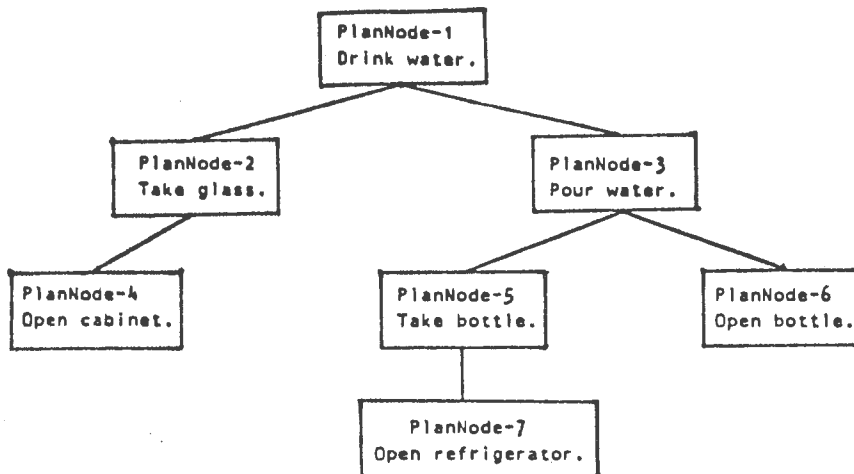 PlanNode-1
Drink water.
PlanNode-2
Take glass.
PlanNode-3
Pour water.
PlanNode-4
Open cabinet.
PlanNode-5
Take bottle.
PlanNode-6
Open bottle.
PlanNode-7
Open refrigerator.